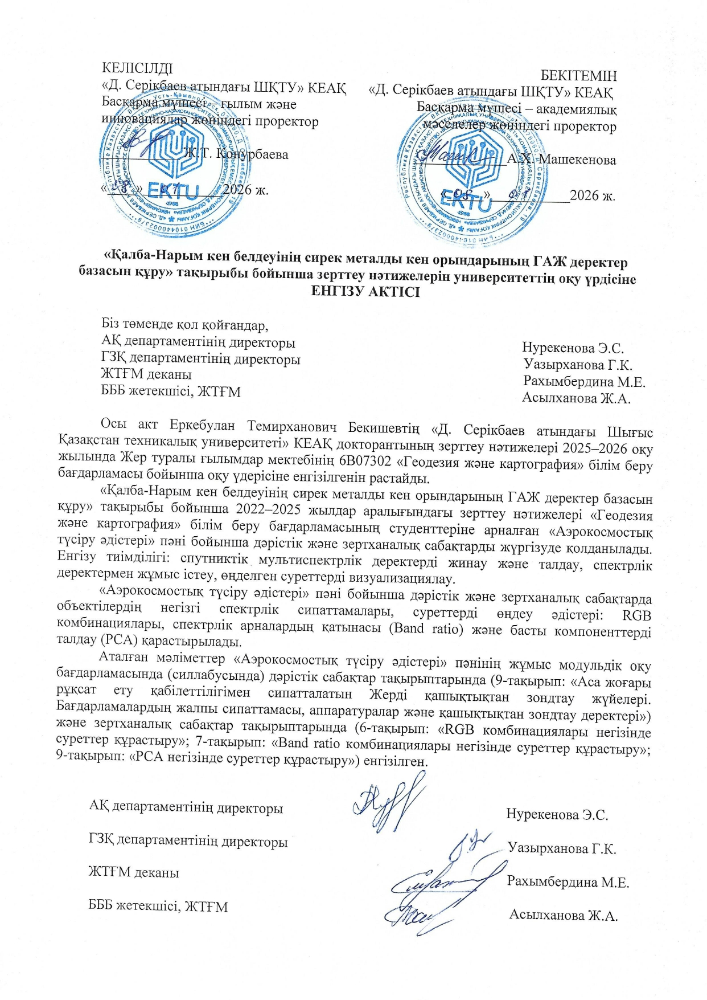 КЕЛІСІЛДІ
«Д. Серікбаев атындағы ШҚТУ» КЕАҚ
Басқарма мүшесі – ғылым және
инновациялар жөніндегі проректор
Ж.Т. Конурбаева
« » 2026 ж.
БЕКІТЕМІН
«Д. Серікбаев атындағы ШҚТУ» КЕАҚ
Басқарма мүшесі – академиялық
мәселелер жөніндегі проректор
А.Х. Машекенова
« 08 » 2026 ж.
EKTU
1958
EKTU
1958
«Қалба-Нарым кен белдеуінің сирек металды кен орындарының ГАЖ деректер
базасын құру» тақырыбы бойынша зерттеу нәтижелерін университеттің оқу үрдісіне
ЕНГІЗУ АКТІСІ
Біз төменде қол қойғандар,
АҚ департаментінің директоры Нурекенова Э.С.
ГЗҚ департаментінің директоры Уазырханова Г.К.
ЖТҒМ деканы Рахымбердина М.Е.
БББ жетекшісі, ЖТҒМ Асылханова Ж.А.
Осы акт Еркебулан Темирханович Бекишевтің «Д. Серікбаев атындағы Шығыс
Қазақстан техникалық университеті» КЕАҚ докторантының зерттеу нәтижелері 2025–2026 оқу
жылында Жер туралы ғылымдар мектебінің 6В07302 «Геодезия және картография» білім беру
бағдарламасы бойынша оқу үдерісіне енгізілгенін растайды.
«Қалба-Нарым кен белдеуінің сирек металды кен орындарының ГАЖ деректер базасын
құру» тақырыбы бойынша 2022–2025 жылдар аралығындағы зерттеу нәтижелері «Геодезия
және картография» білім беру бағдарламасының студенттеріне арналған «Аэрокосмостық
түсіру әдістері» пәні бойынша дәрістік және зертханалық сабақтарды жүргізуде қолданылады.
Енгізу тиімділігі: спутниктік мультиспектрлік деректерді жинау және талдау, спектрлік
деректермен жұмыс істеу, өңделген суреттерді визуализациялау.
«Аэрокосмостық түсіру әдістері» пәні бойынша дәрістік және зертханалық сабақтарда
объектілердің негізгі спектрлік сипаттамалары, суреттерді өңдеу әдістері: RGB
комбинациялары, спектрлік арналардың қатынасы (Band ratio) және басты компоненттерді
талдау (PCA) қарастырылады.
Аталған мәліметтер «Аэрокосмостық түсіру әдістері» пәнінің жұмыс модульдік оқу
бағдарламасында (силлабусында) дәрістік сабақтар тақырыптарында (9-тақырып: «Аса жоғары
рұқсат ету қабілеттілігімен сипатталатын Жерді қашықтықтан зондтау жүйелері.
Бағдарламалардың жалпы сипаттамасы, аппаратуралар және қашықтықтан зондтау деректері»)
және зертханалық сабақтар тақырыптарында (6-тақырып: «RGB комбинациялары негізінде
суреттер құрастыру»; 7-тақырып: «Band ratio комбинациялары негізінде суреттер құрастыру»;
9-тақырып: «PCA негізінде суреттер құрастыру») енгізілген.
АҚ департаментінің директоры Нурекенова Э.С.
ГЗҚ департаментінің директоры Уазырханова Г.К.
ЖТҒМ деканы Рахымбердина М.Е.
БББ жетекшісі, ЖТҒМ Асылханова Ж.А.